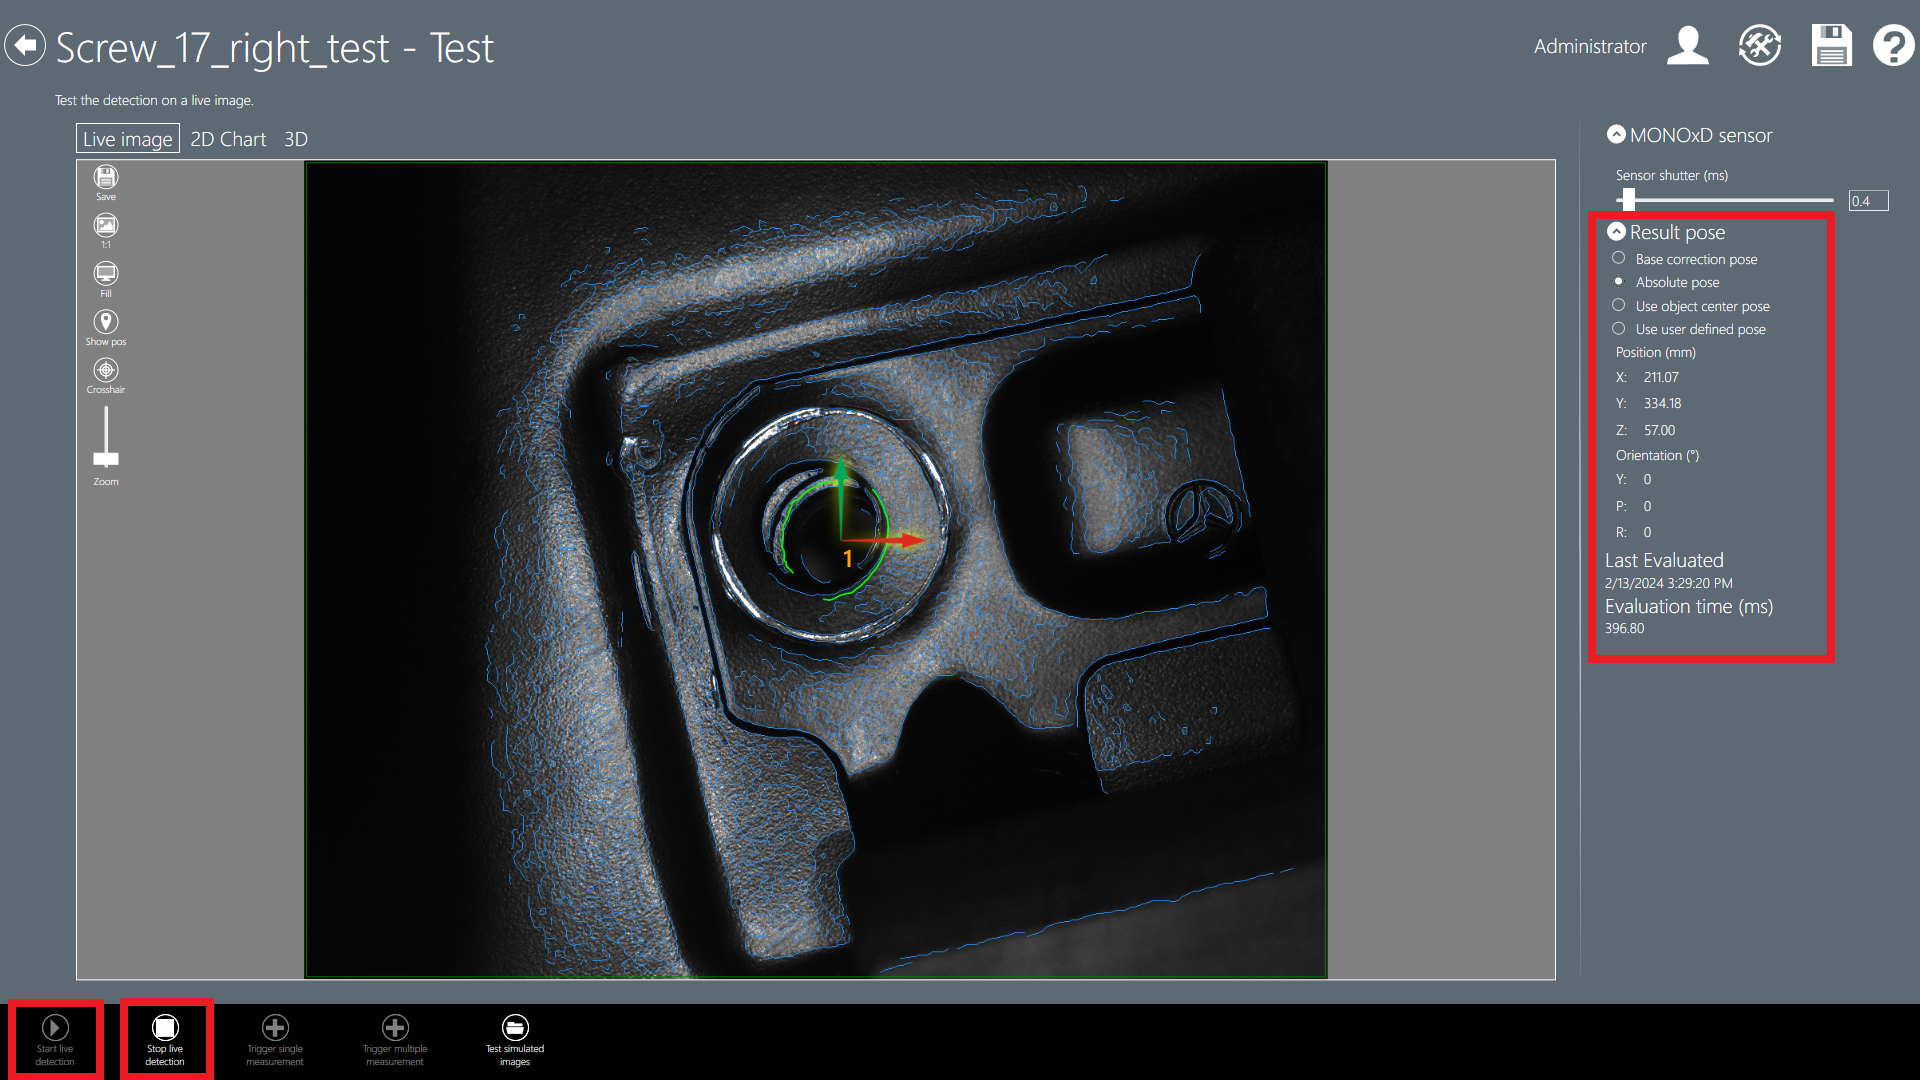 Screw_17_right_test - Test
Administrator
Test the detection on a live image.
Live image 2D Chart 3D
Save
1:1
Fill
Show pos
Crosshair
Zoom
1
MONOxD sensor
Sensor shutter (ms)
0.4
Result pose
Base correction pose
Absolute pose
Use object center pose
Use user defined pose
Position (mm)
X: 211.07
Y: 334.18
Z: 57.00
Orientation (°)
Y: 0
P: 0
R: 0
Last Evaluated
2/13/2024 3:29:20 PM
Evaluation time (ms)
396.80
Start live
detection
Stop live
detection
Trigger single
measurement
Trigger multiple
measurement
Test simulated
images